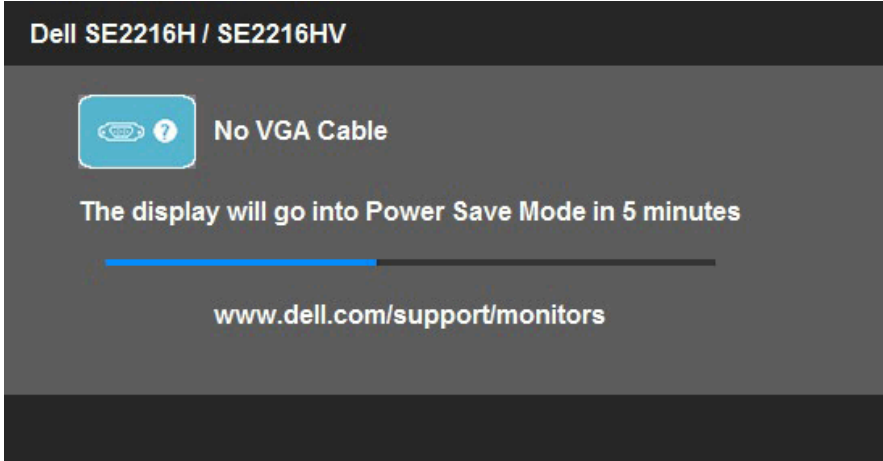 Dell SE2216H / SE2216HV
? No VGA Cable
The display will go into Power Save Mode in 5 minutes
www.dell.com/support/monitors